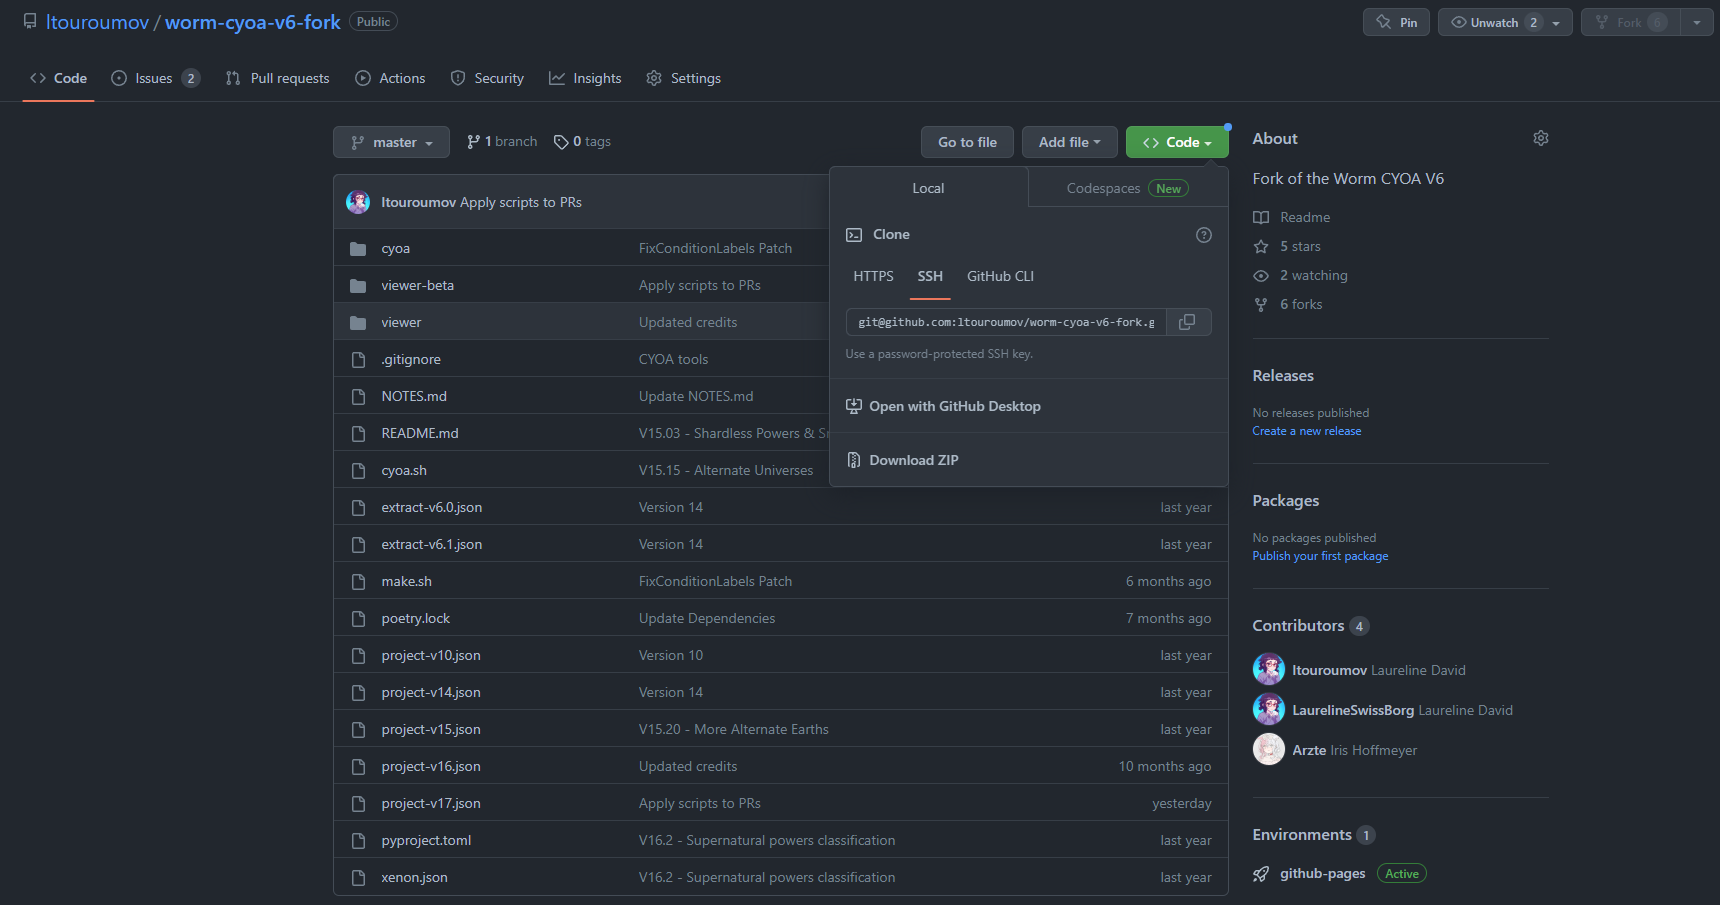 ltouroumov / worm-cyoa-v6-fork Public
Pin Unwatch 2 Fork 6
Code Issues 2 Pull requests Actions Security Insights Settings
master 1 branch 0 tags Go to file Add file Code
ltouroumov Apply scripts to PRs
cyoa FixConditionLabels Patch
viewer-beta Apply scripts to PRs
viewer Updated credits
.gitignore CYOA tools
NOTES.md Update NOTES.md
README.md V15.03 - Shardless Powers &
cyoa.sh V15.15 - Alternate Universes
extract-v6.0.json Version 14 last year
extract-v6.1.json Version 14 last year
make.sh FixConditionLabels Patch 6 months ago
poetry.lock Update Dependencies 7 months ago
project-v10.json Version 10 last year
project-v14.json Version 14 last year
project-v15.json V15.20 - More Alternate Earths last year
project-v16.json Updated credits 10 months ago
project-v17.json Apply scripts to PRs yesterday
pyproject.toml V16.2 - Supernatural powers classification last year
xenon.json V16.2 - Supernatural powers classification last year
Local Codespaces New
Clone
HTTPS SSH GitHub CLI
git@github.com:ltouroumov/worm-cyoa-v6-fork.g
Use a password-protected SSH key.
Open with GitHub Desktop
Download ZIP
About
Fork of the Worm CYOA V6
Readme
5 stars
2 watching
6 forks
Releases
No releases published
Create a new release
Packages
No packages published
Publish your first package
Contributors 4
ltouroumov Laureline David
LaurelineSwissBorg Laureline David
Arzte Iris Hoffmeyer
Environments 1
github-pages Active